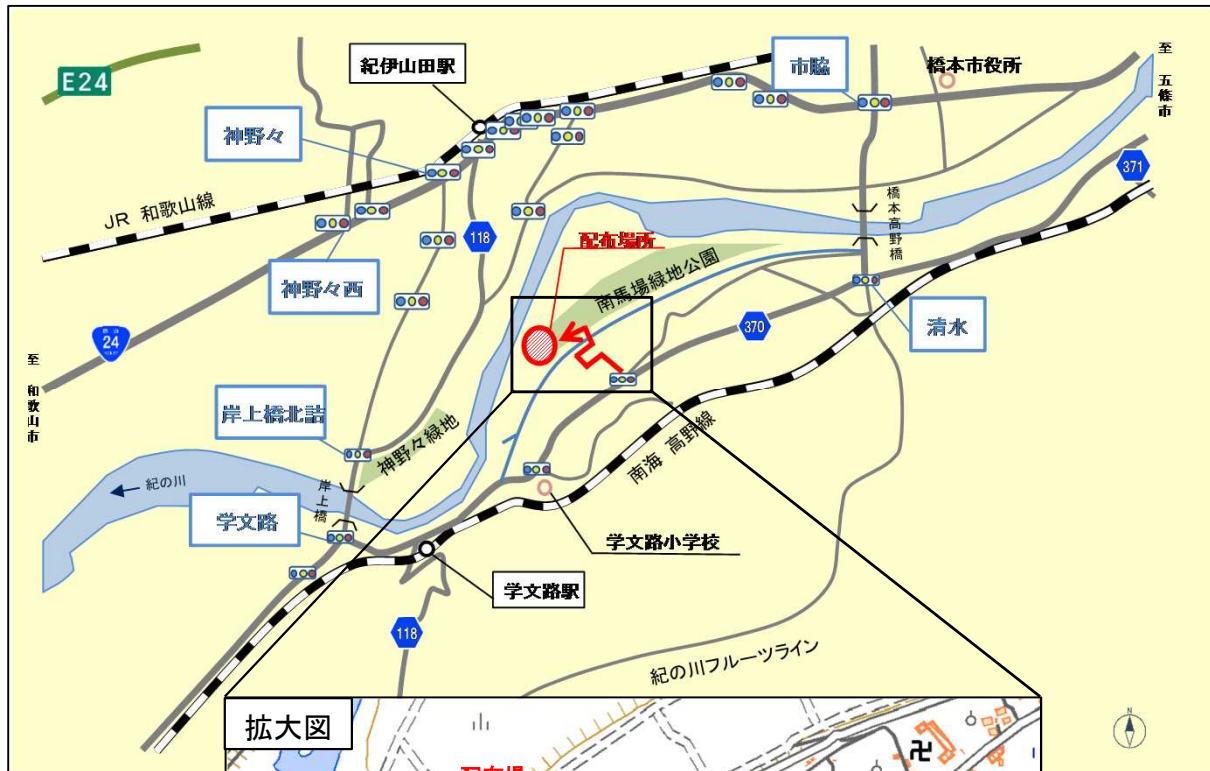 E24
紀伊山田駅
市脇
橋本市役所
至 五條市
神野々
371
JR 和歌山線
118
橋本高野橋
配布場所
南馬場緑地公園
神野々西
24
370
清水
至 和歌山市
岸上橋北詰
神野々緑地
南海 高野線
紀の川
岸上橋
学文路
学文路小学校
学文路駅
118
紀の川フルーツライン
拡大図
N
配布場